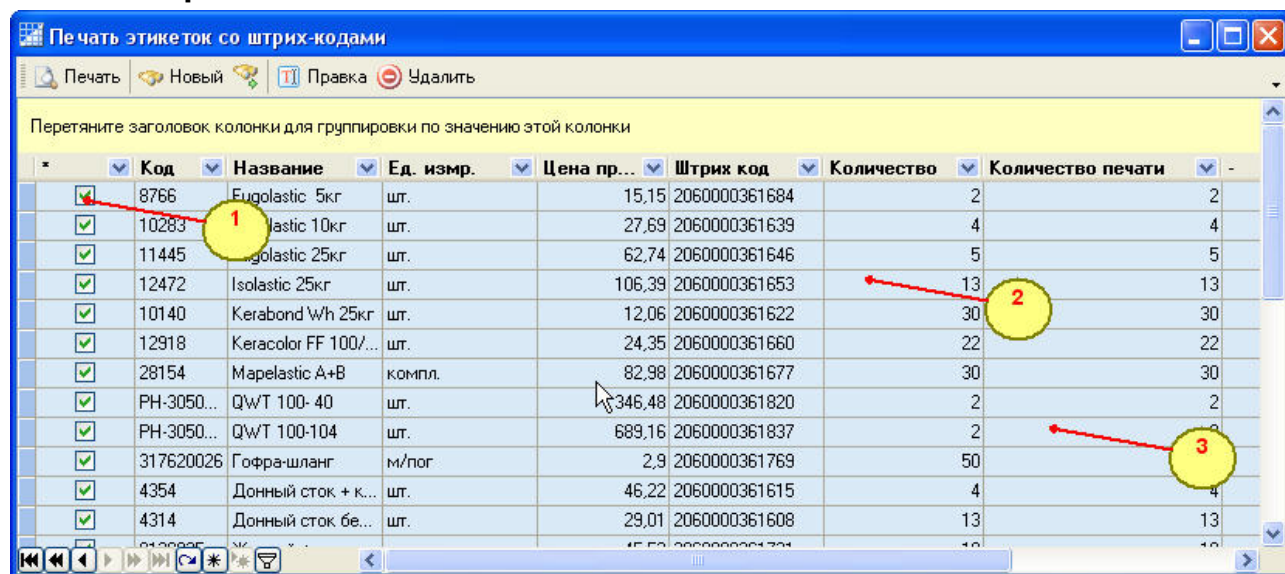 Печать этикеток со штрих-кодами
Печать Новый Правка Удалить
Перетяните заголовок колонки для группировки по значению этой колонки
* Код Название Ед. измр. Цена пр... Штрих код Количество Количество печати -
8766 Eugolastic 5кг шт. 15,15 2060000361684 2 2
10283 lastic 10кг шт. 27,69 2060000361639 4 4
11445 golastic 25кг шт. 62,74 2060000361646 5 5
12472 Isolastic 25кг шт. 106,39 2060000361653 13 13
10140 Kerabond Wh 25кг шт. 12,06 2060000361622 30 30
12918 Keracolor FF 100/... шт. 24,35 2060000361660 22 22
28154 Mapelastic A+B компл. 82,98 2060000361677 30 30
PH-3050... QWT 100- 40 шт. 346,48 2060000361820 2 2
PH-3050... QWT 100-104 шт. 689,16 2060000361837 2
317620026 Гофра-шланг м/пог 2,9 2060000361769 50
4354 Донный сток + к... шт. 46,22 2060000361615 4 4
4314 Донный сток бе... шт. 29,01 2060000361608 13 13
1
2
3